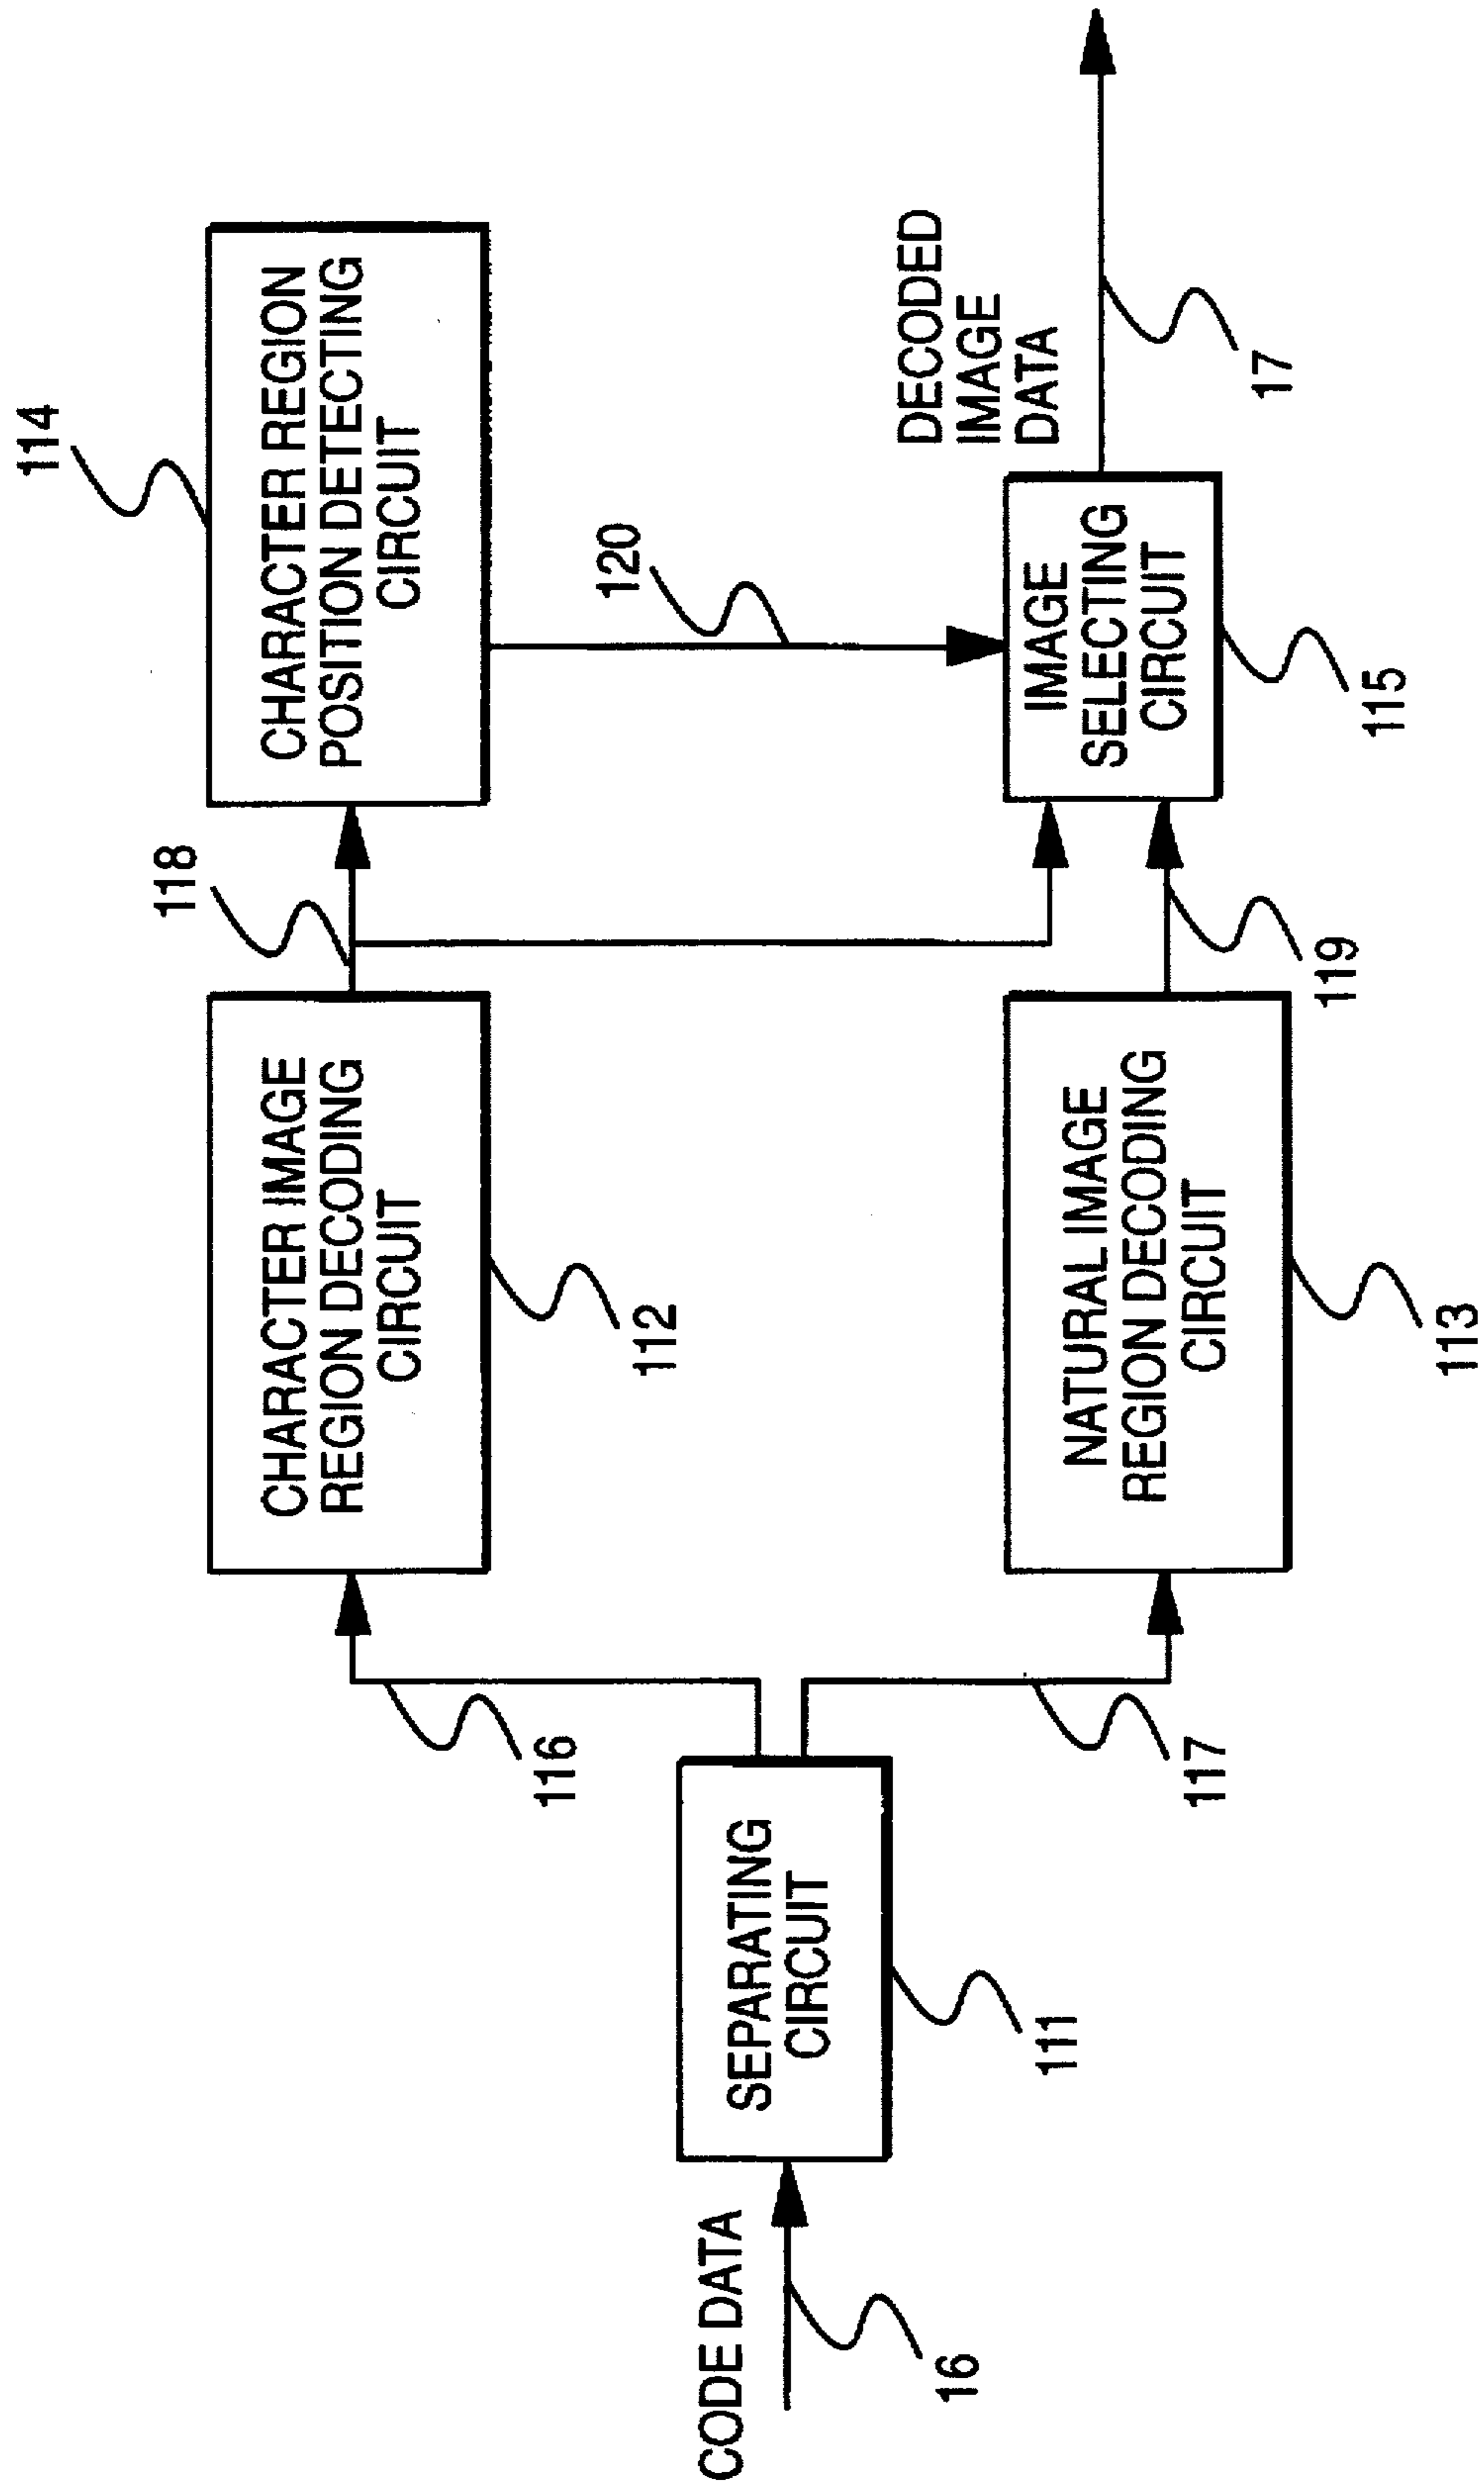 114
CHARACTER REGION
POSITION DETECTING
CIRCUIT
118
CHARACTER IMAGE
REGION DECODING
CIRCUIT
112
120
116
CODE DATA
16
SEPARATING
CIRCUIT
111
117
NATURAL IMAGE
REGION DECODING
CIRCUIT
113
119
IMAGE
SELECTING
CIRCUIT
115
DECODED
IMAGE
DATA
17